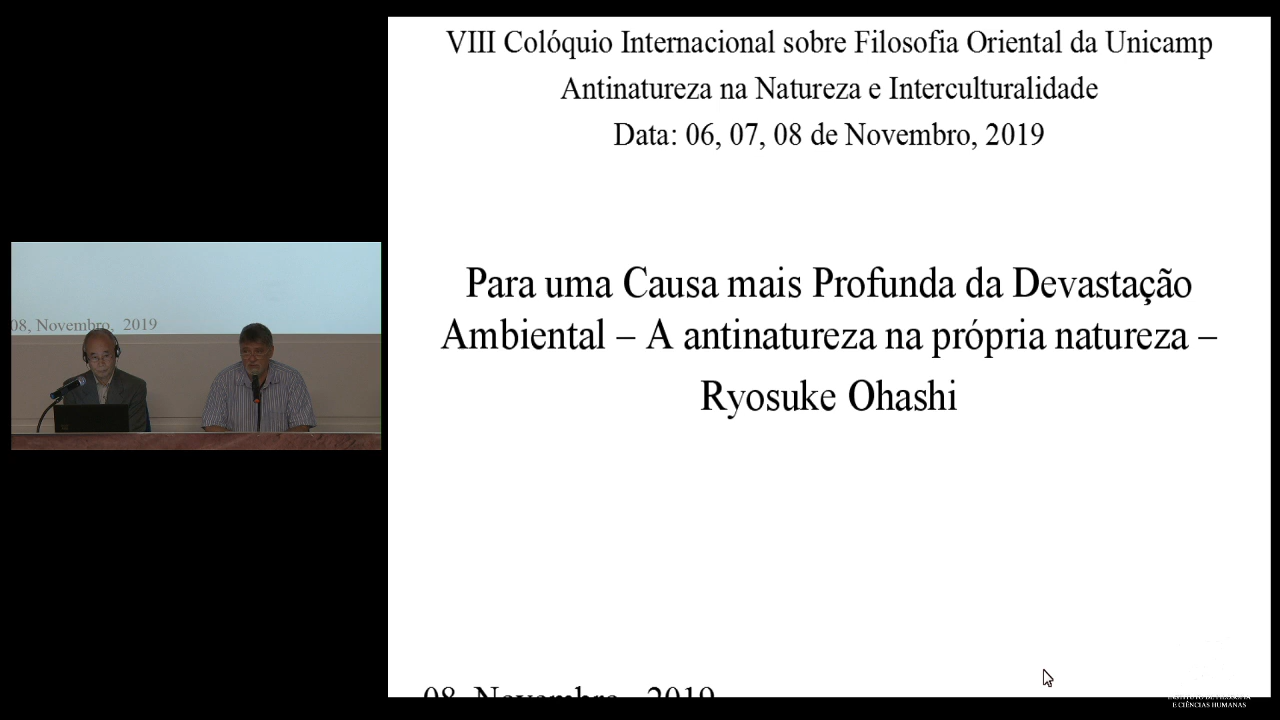 VIII Colóquio Internacional sobre Filosofia Oriental da Unicamp
Antinatureza na Natureza e Interculturalidade
Data: 06, 07, 08 de Novembro, 2019
Para uma Causa mais Profunda da Devastação
Ambiental – A antinatureza na própria natureza –
Ryosuke Ohashi
08, Novembro, 2019
08, Novembro, 2019
E CIÊNCIAS HUMANAS